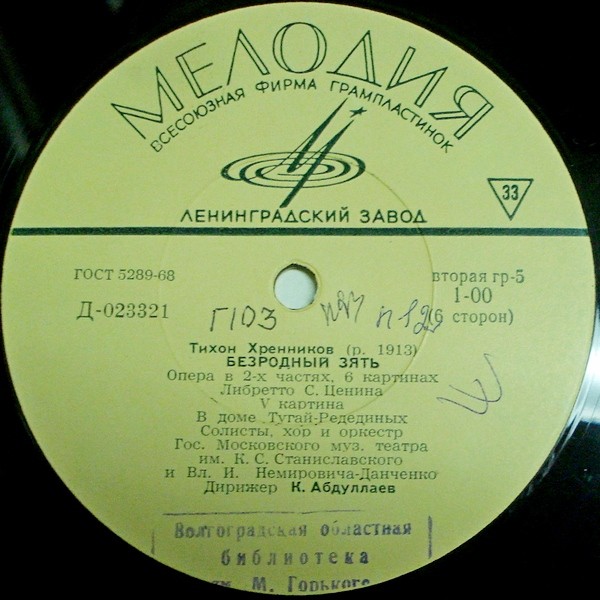 МЕЛОДИЯ
ВСЕСОЮЗНАЯ ФИРМА ГРАМПЛАСТИНОК
33
ЛЕНИНГРАДСКИЙ ЗАВОД
ГОСТ 5289-68
вторая гр-5
Д-023321
1-00
(6 сторон)
Тихон Хренников (р. 1913)
БЕЗРОДНЫЙ ЗЯТЬ
Опера в 2-х частях, 6 картинах
Либретто С. Ценина
V картина
В доме Тугай-Редединых
Солисты, хор и оркестр
Гос. Московского муз. театра
им. К. С. Станиславского
и Вл. И. Немировича-Данченко
Дирижер К. Абдуллаев
Волгоградская областная
библиотека
им. М. Горького